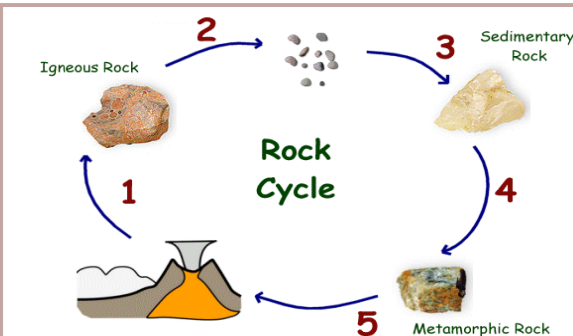 2
3
Sedimentary
Rock
Igneous Rock
Rock
Cycle
1
4
5
Metamorphic Rock